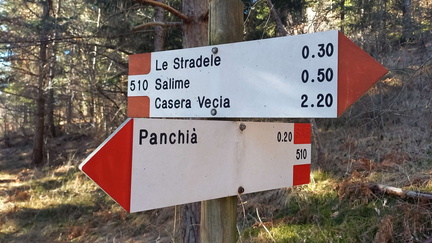 Le Stradele 0.30
510 Salime 0.50
Casera Vecia 2.20
Panchià 0.20
510